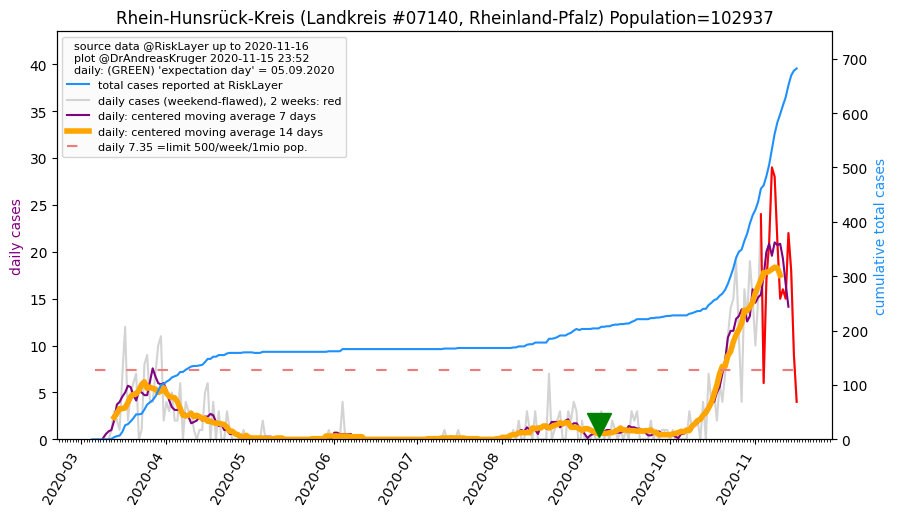 Rhein-Hunsrück-Kreis (Landkreis #07140, Rheinland-Pfalz) Population=102937
source data @RiskLayer up to 2020-11-16
plot @DrAndreasKruger 2020-11-15 23:52
daily: (GREEN) 'expectation day' = 05.09.2020
total cases reported at RiskLayer
daily cases (weekend-flawed), 2 weeks: red
daily: centered moving average 7 days
daily: centered moving average 14 days
daily 7.35 =limit 500/week/1mio pop.
daily cases
40
35
30
25
20
15
10
5
0
cumulative total cases
700
600
500
400
300
200
100
0
2020-03
2020-04
2020-05
2020-06
2020-07
2020-08
2020-09
2020-10
2020-11